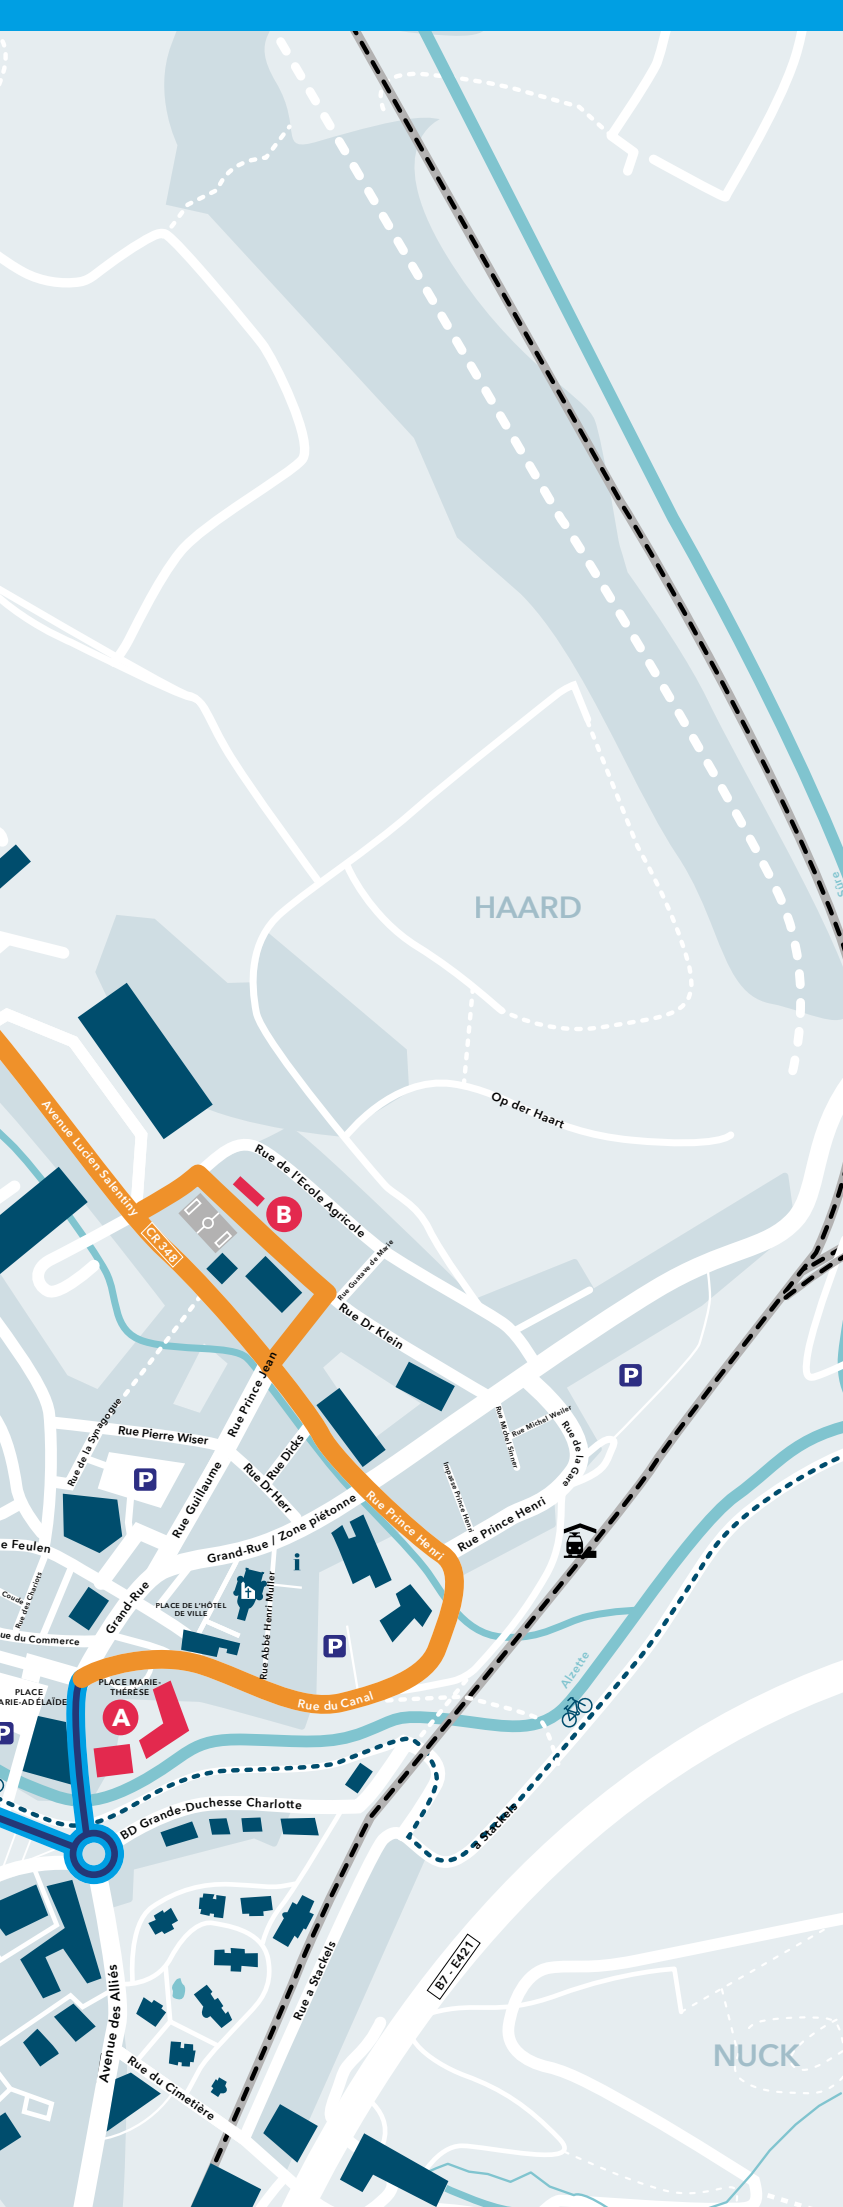 Sûre
HAARD
Op der Haart
Avenue Lucien Salentiny
Rue de l'Ecole Agricole
B
CR 348
Rue Gustave de Marie
Rue Dr Klein
Rue Prince Jean
P
Rue de la Synagogue
Rue Pierre Wiser
Rue Dicks
Rue Michel Weiler
Rue Michel Sinner
Rue de la Gare
P
Rue Dr Herr
Rue Guillaume
Impasse Prince Henri
Rue Prince Henri
Rue Prince Henri
Grand-Rue / Zone piétonne
e Feulen
i
Coude
Rue des Chariots
Grand-Rue
PLACE DE L'HÔTEL
DE VILLE
Rue Abbé Henri Muller
ue du Commerce
P
PLACE MARIE-
THÉRÈSE
PLACE
ARIE-ADÉLAÏDE
A
Rue du Canal
Alzette
P
BD Grande-Duchesse Charlotte
a Stackels
B7 - E421
Rue a Stackels
Avenue des Alliés
NUCK
Rue du Cimetière